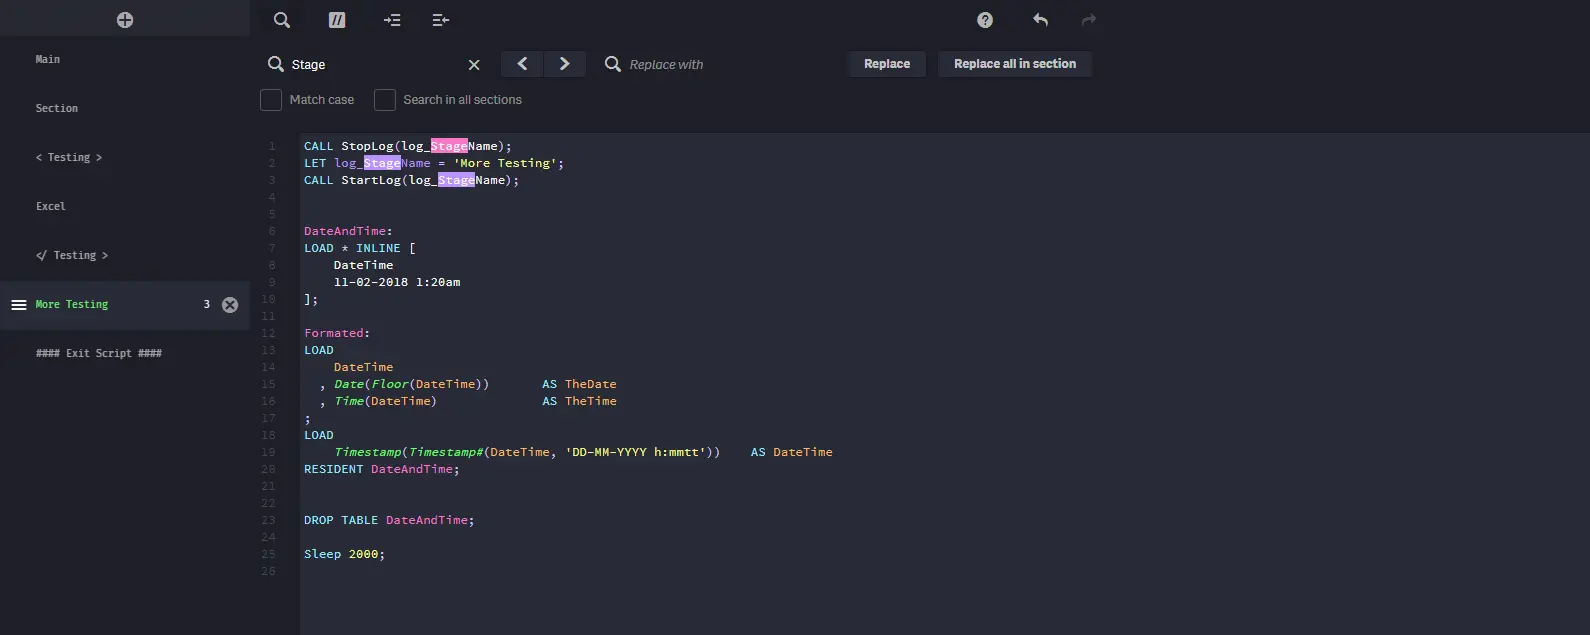 //
?
Stage
Replace with
Replace
Replace all in section
Match case
Search in all sections
Main
Section
< Testing >
Excel
</ Testing >
More Testing 3
#### Exit Script ####
1 CALL StopLog(log_StageName);
2 LET log_StageName = 'More Testing';
3 CALL StartLog(log_StageName);
4
5
6 DateAndTime:
7 LOAD * INLINE [
8     DateTime
9     11-02-2018 1:20am
10 ];
11
12 Formated:
13 LOAD
14     DateTime
15   , Date(Floor(DateTime))       AS TheDate
16   , Time(DateTime)              AS TheTime
17 ;
18 LOAD
19     Timestamp(Timestamp#(DateTime, 'DD-MM-YYYY h:mmtt'))    AS DateTime
20 RESIDENT DateAndTime;
21
22
23 DROP TABLE DateAndTime;
24
25 Sleep 2000;
26